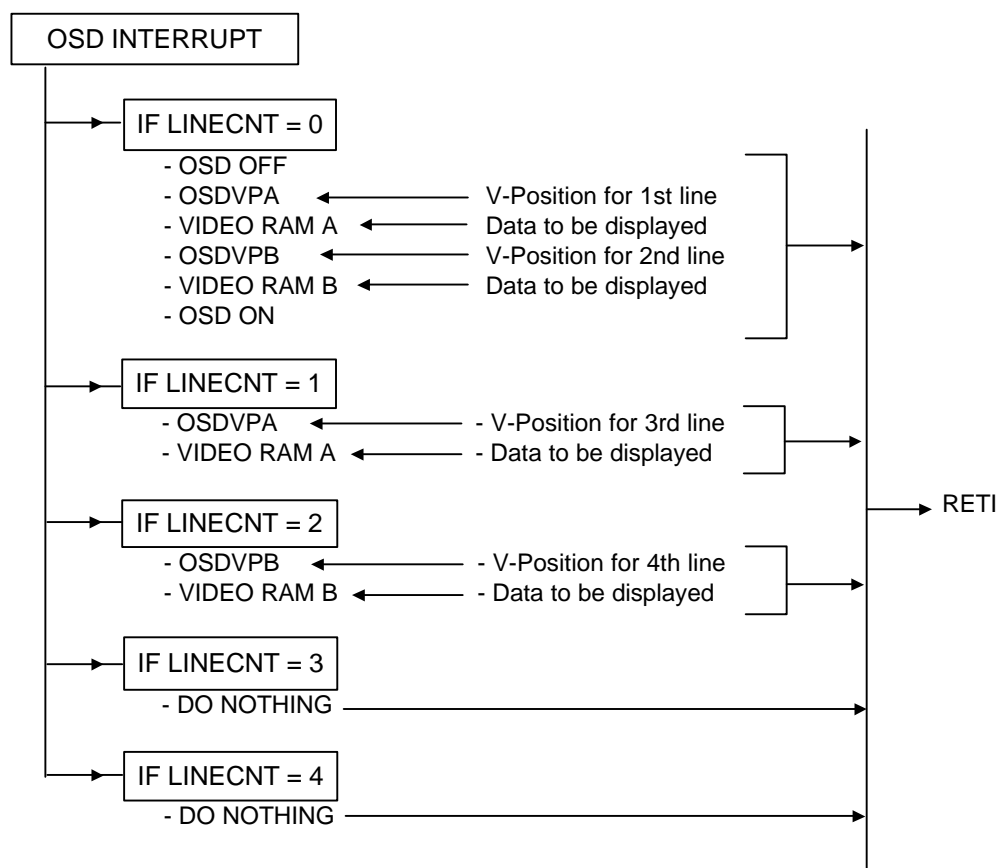 OSD INTERRUPT
IF LINECNT = 0
- OSD OFF
- OSDVPA V-Position for 1st line
- VIDEO RAM A Data to be displayed
- OSDVPB V-Position for 2nd line
- VIDEO RAM B Data to be displayed
- OSD ON
IF LINECNT = 1
- OSDVPA - V-Position for 3rd line
- VIDEO RAM A - Data to be displayed
IF LINECNT = 2
- OSDVPB - V-Position for 4th line
- VIDEO RAM B - Data to be displayed
RETI
IF LINECNT = 3
- DO NOTHING
IF LINECNT = 4
- DO NOTHING